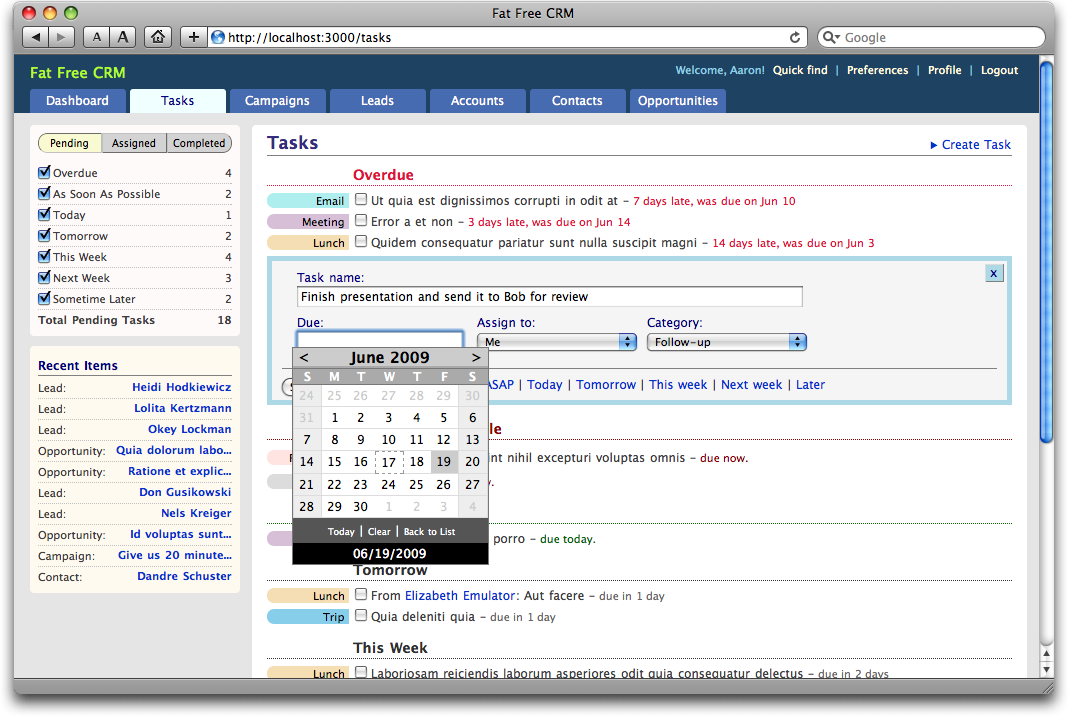 Fat Free CRM
A A + http://localhost:3000/tasks Google
Fat Free CRM
Welcome, Aaron! Quick find | Preferences | Profile | Logout
Dashboard Tasks Campaigns Leads Accounts Contacts Opportunities
Pending Assigned Completed
Overdue 4
As Soon As Possible 2
Today 1
Tomorrow 2
This Week 4
Next Week 3
Sometime Later 2
Total Pending Tasks 18
Recent Items
Lead: Heidi Hodkiewicz
Lead: Lolita Kertzmann
Lead: Okey Lockman
Opportunity: Quia dolorum labo...
Opportunity: Ratione et explic...
Lead: Don Gusikowski
Lead: Nels Kreiger
Opportunity: Id voluptas sunt...
Campaign: Give us 20 minute...
Contact: Dandre Schuster
Tasks
▸ Create Task
Overdue
Email Ut quia est dignissimos corrupti in odit at – 7 days late, was due on Jun 10
Meeting Error a et non – 3 days late, was due on Jun 14
Lunch Quidem consequatur pariatur sunt nulla suscipit magni – 14 days late, was due on Jun 3
x
Task name:
Finish presentation and send it to Bob for review
Due: Assign to: Category:
Me Follow-up
ASAP | Today | Tomorrow | This week | Next week | Later
< June 2009 >
S M T W T F S
24 25 26 27 28 29 30
31 1 2 3 4 5 6
7 8 9 10 11 12 13
14 15 16 17 18 19 20
21 22 23 24 25 26 27
28 29 30 1 2 3 4
Today | Clear | Back to List
06/19/2009
nihil excepturi voluptas omnis – due now.
porro – due today.
Tomorrow
Lunch From Elizabeth Emulator: Aut facere – due in 1 day
Trip Quia deleniti quia – due in 1 day
This Week
Lunch Laboriosam reiciendis laborum asperiores odit quia consequatur delectus – due in 2 days